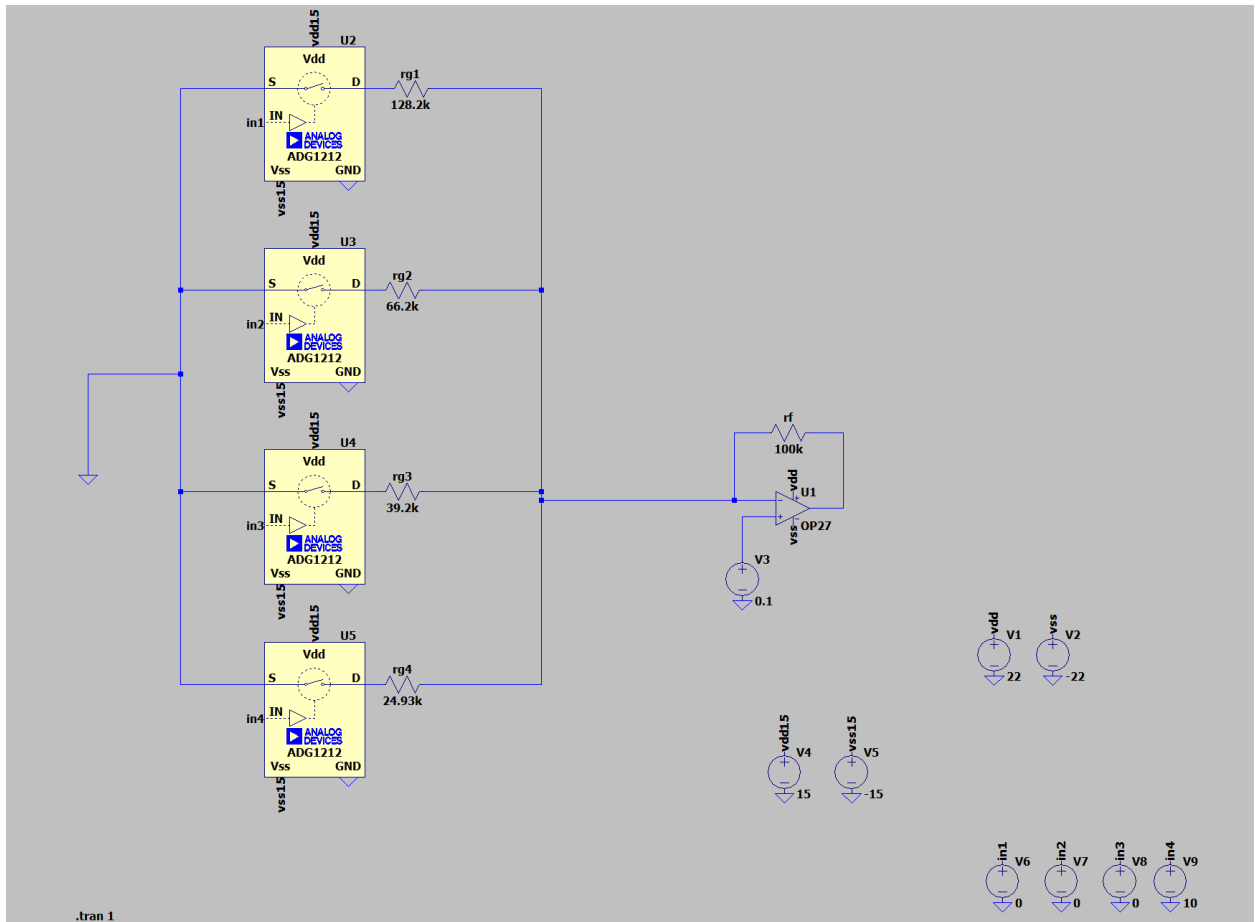 vdd15
U2
Vdd
S
D
rg1
128.2k
in1
IN
ANALOG
DEVICES
ADG1212
Vss
GND
vss15
vdd15
U3
Vdd
S
D
rg2
66.2k
in2
IN
ANALOG
DEVICES
ADG1212
Vss
GND
vss15
vdd15
U4
Vdd
S
D
rg3
39.2k
in3
IN
ANALOG
DEVICES
ADG1212
Vss
GND
vss15
vdd15
U5
Vdd
S
D
rg4
24.93k
in4
IN
ANALOG
DEVICES
ADG1212
Vss
GND
vss15
rf
100k
vdd
U1
OP27
vss
V3
0.1
vdd
V1
22
vss
V2
-22
vdd15
V4
15
vss15
V5
-15
in1
V6
0
in2
V7
0
in3
V8
0
in4
V9
10
.tran 1